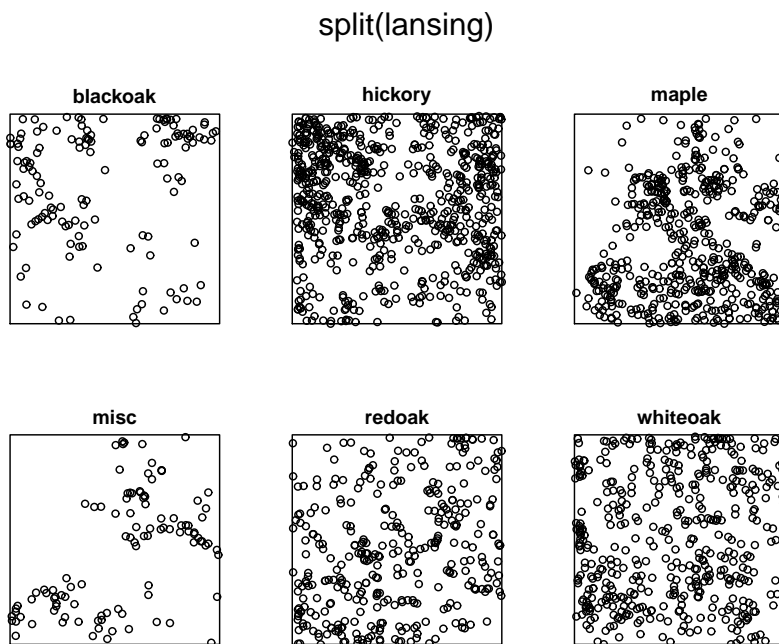 split(lansing)
blackoak
hickory
maple
misc
redoak
whiteoak